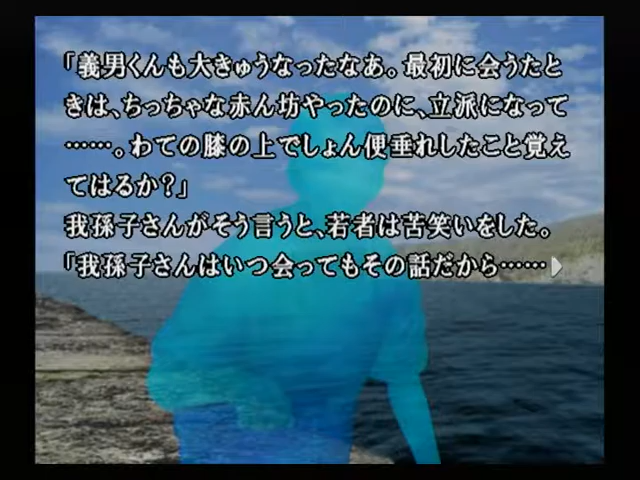 「義男くんも大きゅうなったなあ。最初に会うたと
きは、ちっちゃな赤ん坊やったのに、立派になって
……。わての膝の上でしょん便垂れしたこと覚え
てはるか?」
我孫子さんがそう言うと、若者は苦笑いをした。
「我孫子さんはいつ会ってもその話だから……